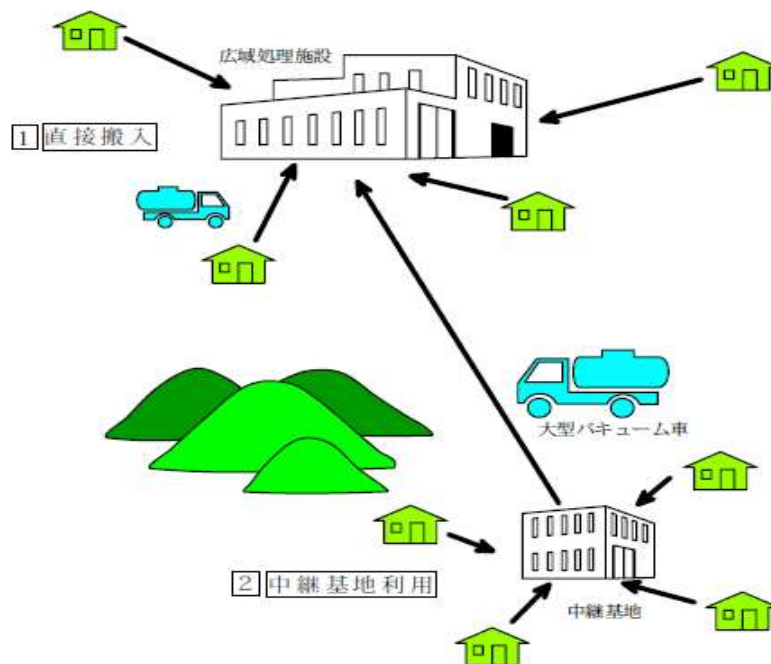 広域処理施設
1 直接搬入
大型バキューム車
2 中継基地利用
中継基地